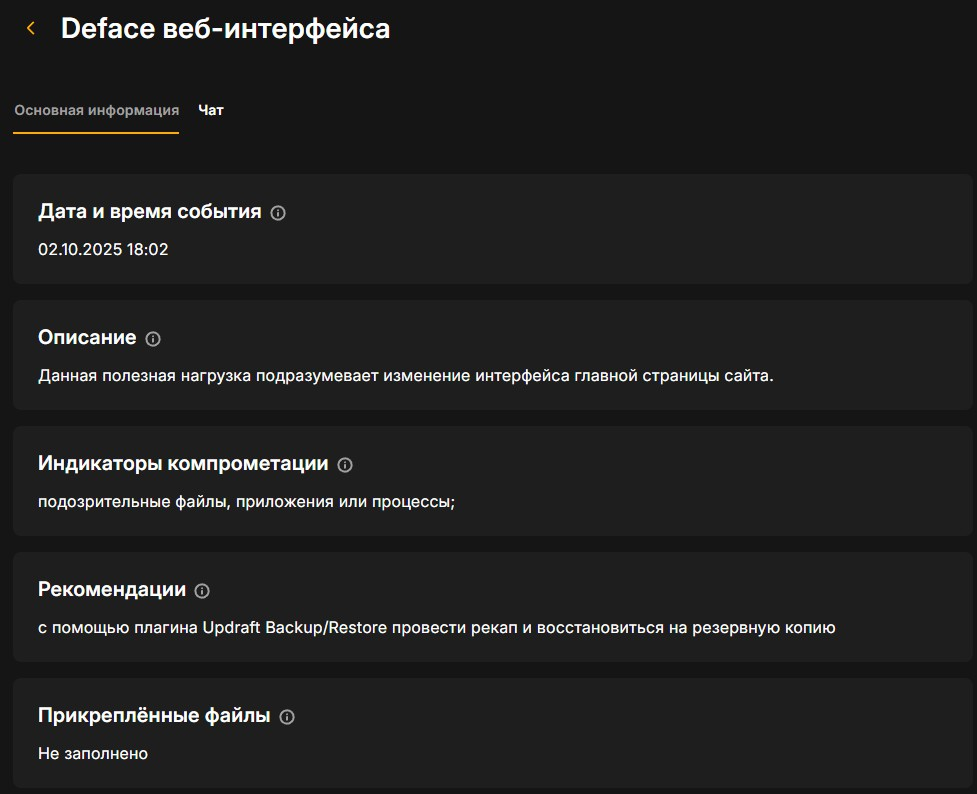 Deface веб-интерфейса
Основная информация Чат
Дата и время события
02.10.2025 18:02
Описание
Данная полезная нагрузка подразумевает изменение интерфейса главной страницы сайта.
Индикаторы компрометации
подозрительные файлы, приложения или процессы;
Рекомендации
с помощью плагина Updraft Backup/Restore провести рекап и восстановиться на резервную копию
Прикреплённые файлы
Не заполнено